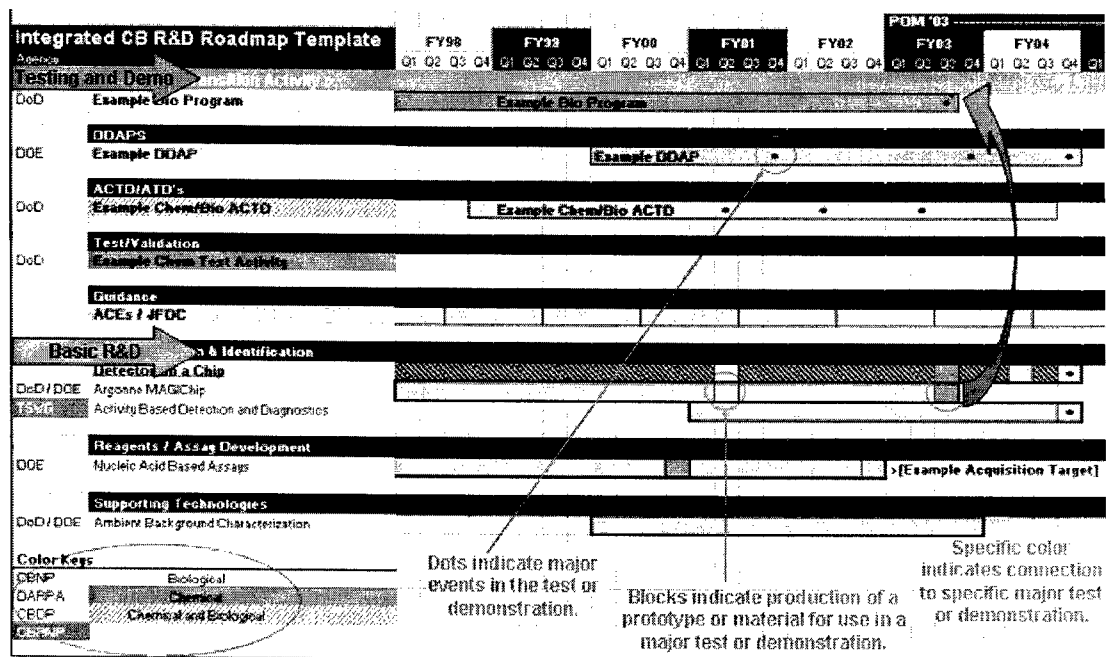 POM '03
Integrated CB R&D Roadmap Template
FY98 FY99 FY00 FY01 FY02 FY03 FY04
Agency
Q1 Q2 Q3 Q4 Q1 Q2 Q3 Q4 Q1 Q2 Q3 Q4 Q1 Q2 Q3 Q4 Q1 Q2 Q3 Q4 Q1 Q2 Q3 Q4 Q1 Q2 Q3 Q4 Q1
Testing and Demo
DoD Example Bio Program Example Bio Program
DDAPS
DOE Example DDAP Example DDAP
ACTD/ATD's
DoD Example Chem/Bio ACTD Example Chem/Bio ACTD
Test/Validation
DoD Example Chem Test Activity
Guidance
ACEs / JFOC
Basic R&D & Identification
a Chip
DoD / DOE Argonne MAGIChip
Activity Based Detection and Diagnostics
Reagents / Assay Development
DOE Nucleic Acid Based Assays >[Example Acquisition Target]
Supporting Technologies
DoD / DOE Ambient Background Characterization
Color Keys
CBNP Biological
DARPA Chemical
CBDP Chemical and Biological
Dots indicate major
events in the test or
demonstration.
Blocks indicate production of a
prototype or material for use in a
major test or demonstration.
Specific color
indicates connection
to specific major test
or demonstration.